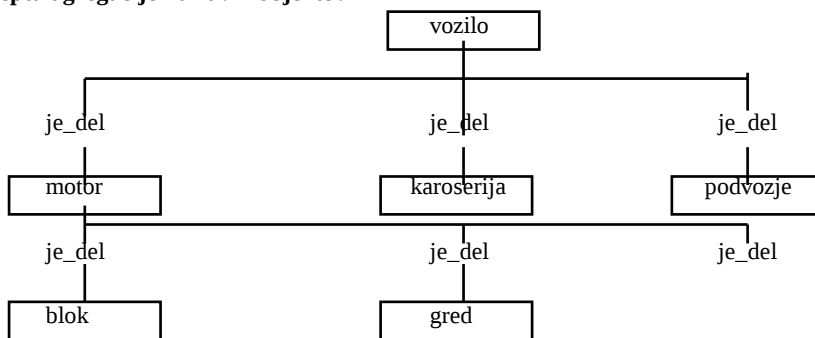 vozilo
je_del je_del je_del
motor karoserija podvozje
je_del je_del je_del
blok gred